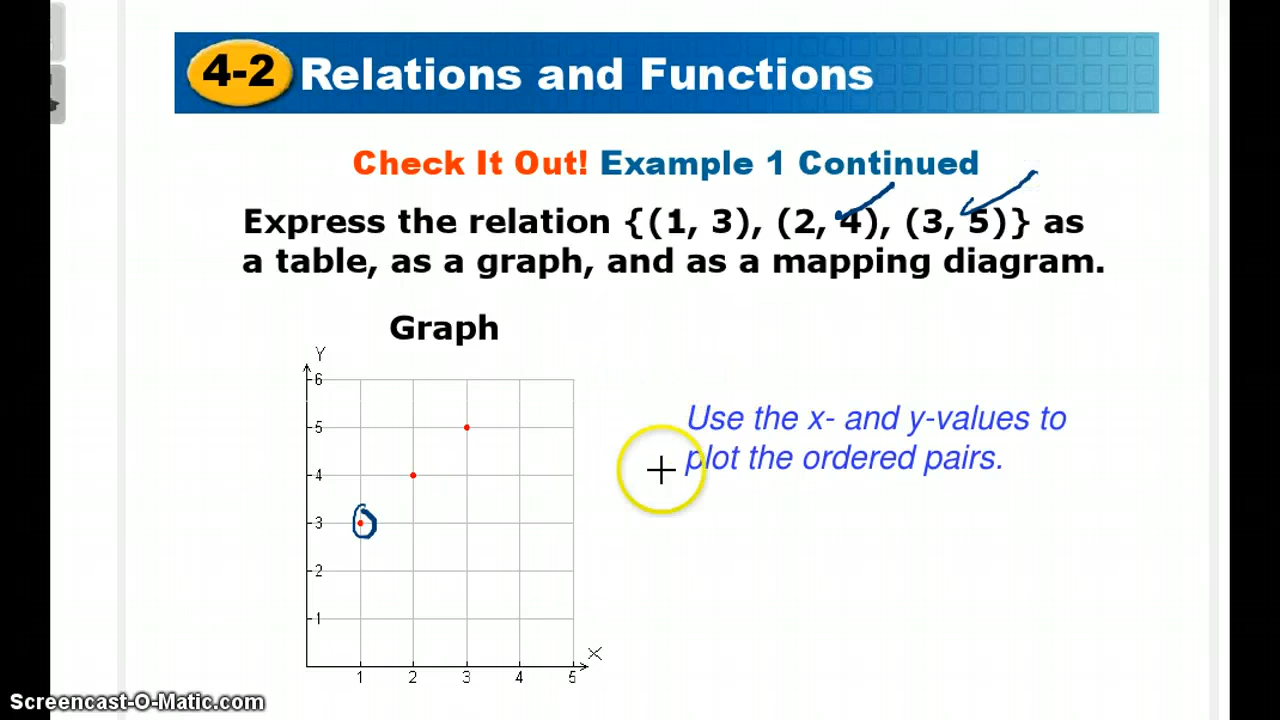 4-2 Relations and Functions
Check It Out! Example 1 Continued
Express the relation {(1, 3), (2, 4), (3, 5)} as
a table, as a graph, and as a mapping diagram.
Graph
Y
6
5
4
3
2
1
1 2 3 4 5 X
Use the x- and y-values to
plot the ordered pairs.
Screencast-O-Matic.com